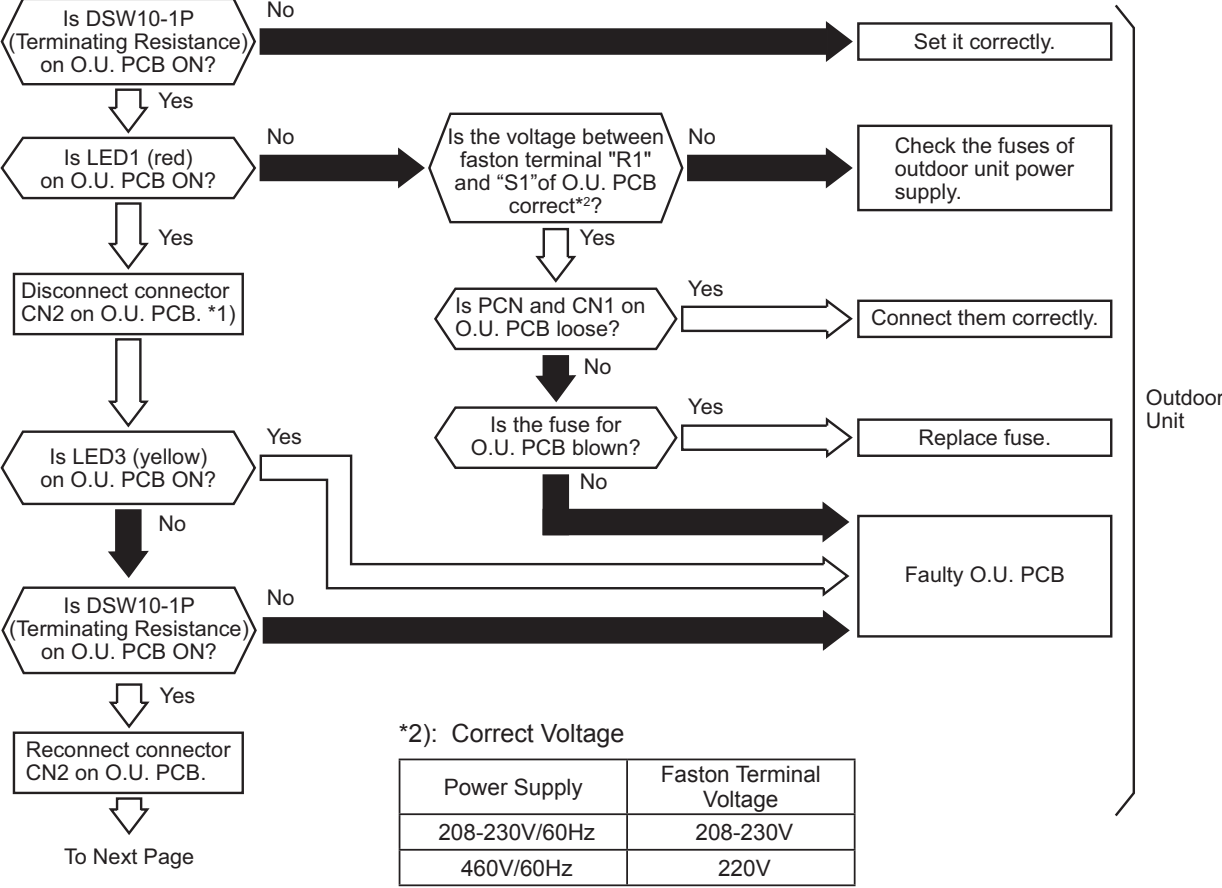 Is DSW10-1P
(Terminating Resistance)
on O.U. PCB ON?
No
Set it correctly.
Yes
Is LED1 (red)
on O.U. PCB ON?
No
Is the voltage between
faston terminal "R1"
and “S1”of O.U. PCB
correct*2?
No
Check the fuses of
outdoor unit power
supply.
Yes
Yes
Disconnect connector
CN2 on O.U. PCB. *1)
Is PCN and CN1 on
O.U. PCB loose?
Yes
Connect them correctly.
No
Is the fuse for
O.U. PCB blown?
Yes
Replace fuse.
No
Is LED3 (yellow)
on O.U. PCB ON?
Yes
No
Faulty O.U. PCB
Is DSW10-1P
(Terminating Resistance)
on O.U. PCB ON?
No
Yes
Reconnect connector
CN2 on O.U. PCB.
To Next Page
Outdoor
Unit
*2): Correct Voltage
Power Supply
Faston Terminal
Voltage
208-230V/60Hz
208-230V
460V/60Hz
220V